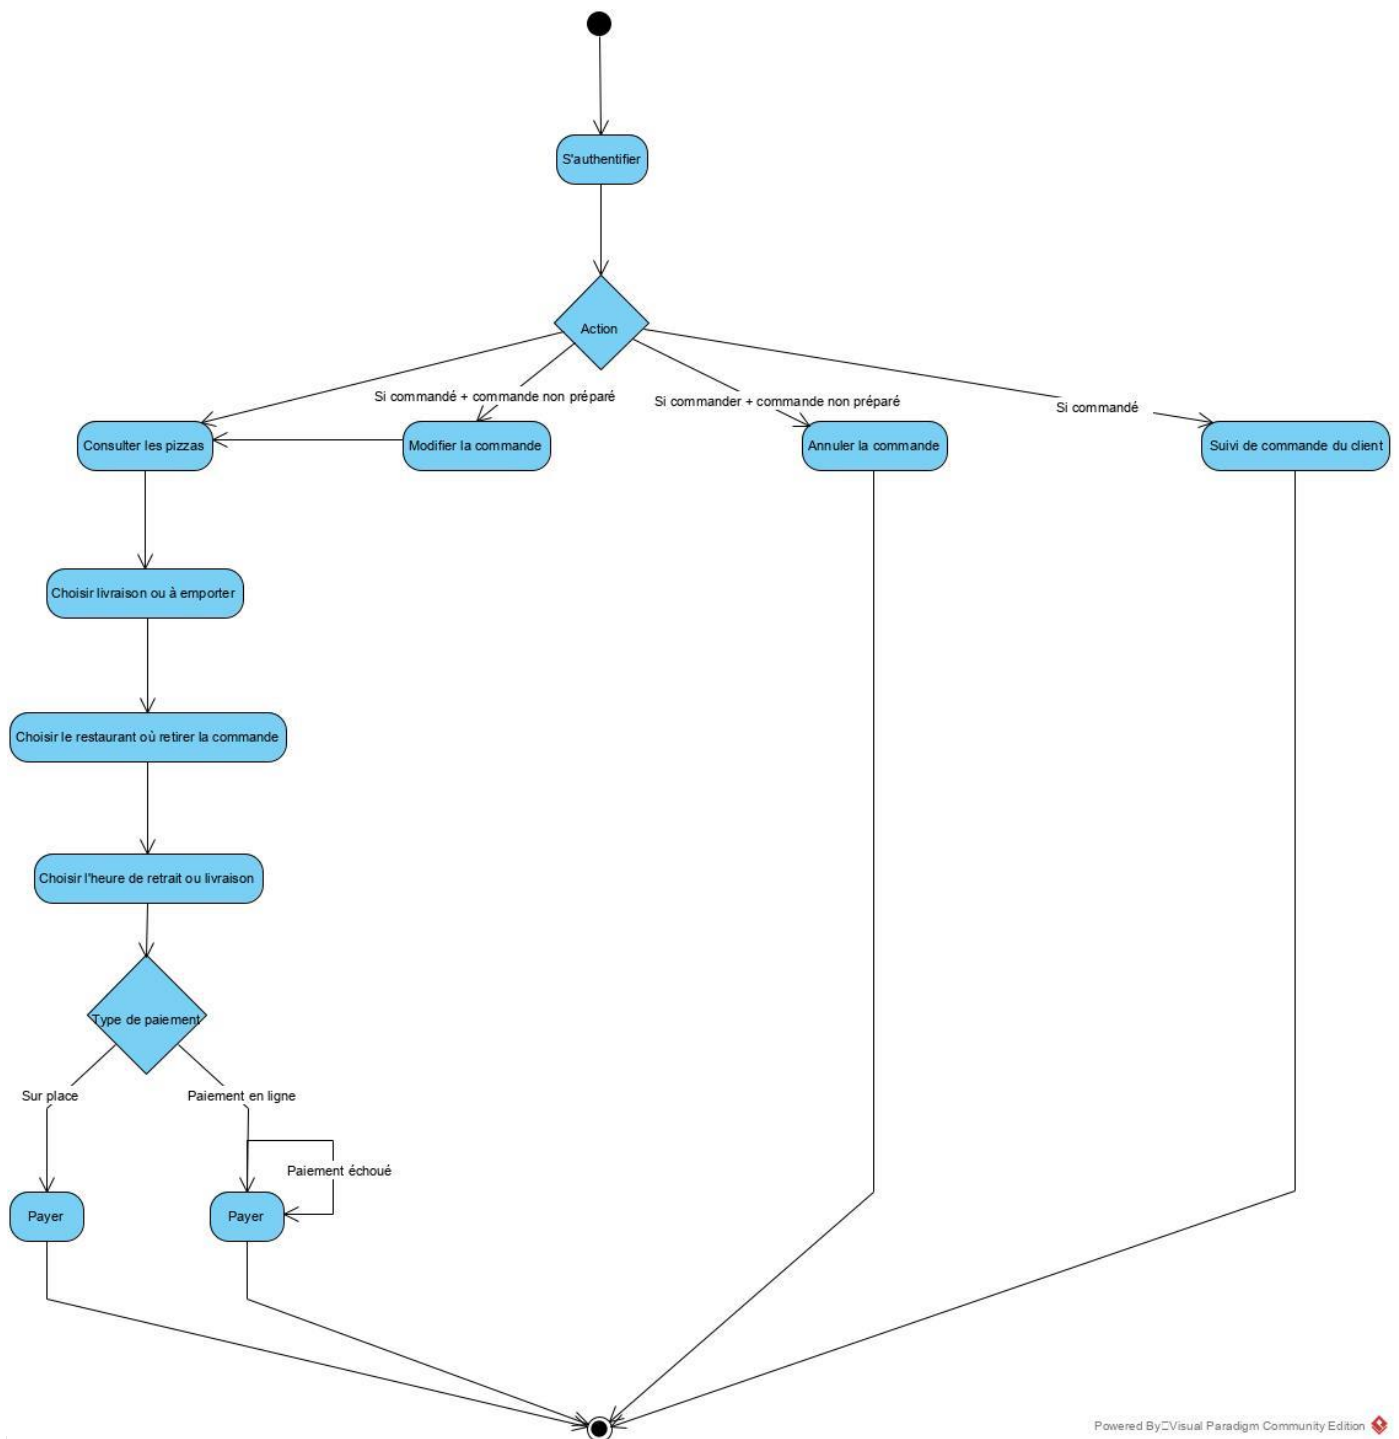 S'authentifier
Action
Si commandé + commande non préparé
Si commander + commande non préparé
Si commandé
Consulter les pizzas
Modifier la commande
Annuler la commande
Suivi de commande du client
Choisir livraison ou à emporter
Choisir le restaurant où retirer la commande
Choisir l'heure de retrait ou livraison
Type de paiement
Sur place
Paiement en ligne
Paiement échoué
Payer
Payer
Powered By Visual Paradigm Community Edition